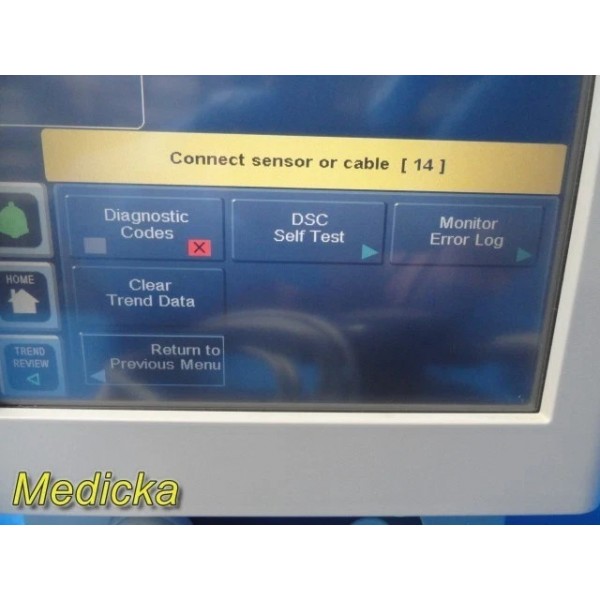 Connect sensor or cable [ 14 ]
Diagnostic
Codes
X
DSC
Self Test
Monitor
Error Log
HOME
Clear
Trend Data
TREND
REVIEW
Return to
Previous Menu
Medicka